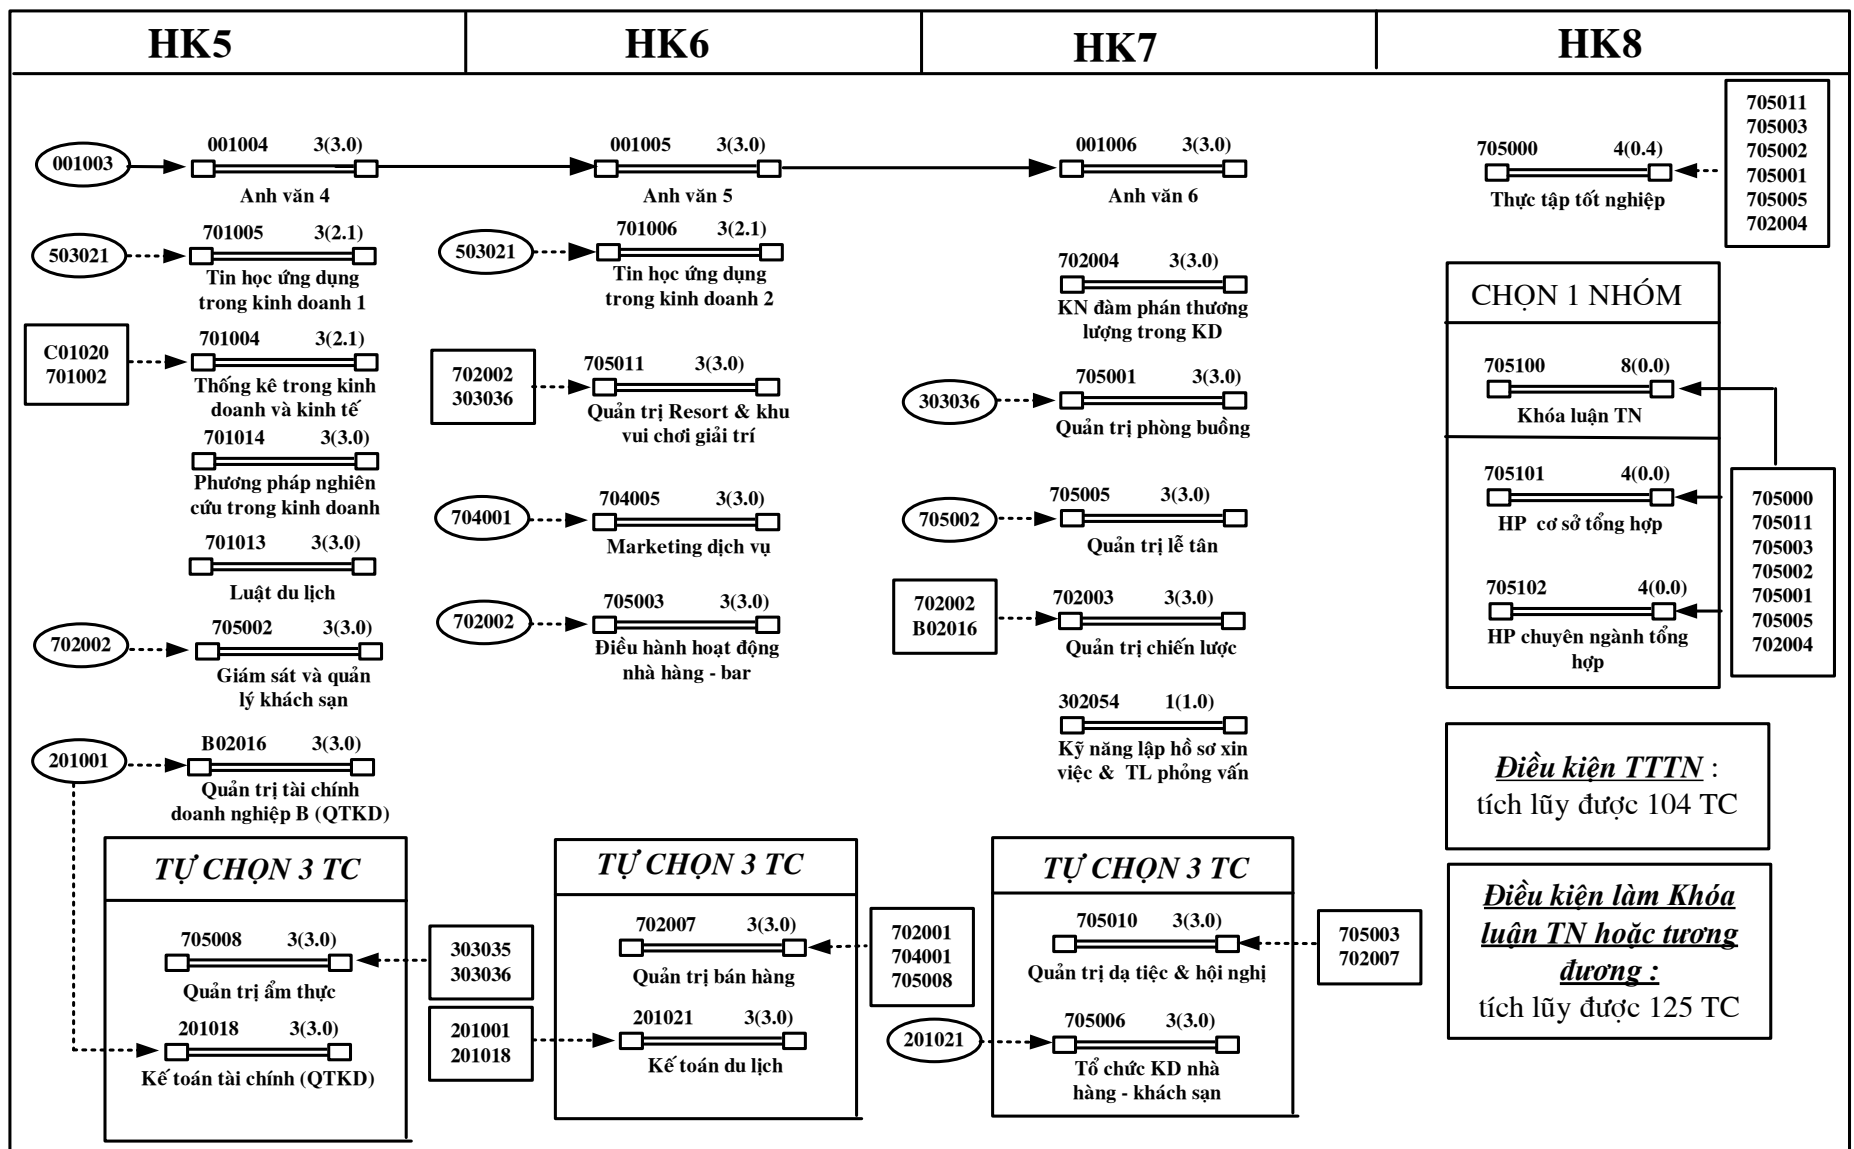 HK5
HK6
HK7
HK8
001003
001004 3(3.0)
Anh văn 4
503021
701005 3(2.1)
Tin học ứng dụng
trong kinh doanh 1
C01020
701002
701004 3(2.1)
Thống kê trong kinh
doanh và kinh tế
701014 3(3.0)
Phương pháp nghiên
cứu trong kinh doanh
701013 3(3.0)
Luật du lịch
702002
705002 3(3.0)
Giám sát và quản
lý khách sạn
201001
B02016 3(3.0)
Quản trị tài chính
doanh nghiệp B (QTKD)
TỰ CHỌN 3 TC
705008 3(3.0)
Quản trị ẩm thực
303035
303036
201018 3(3.0)
Kế toán tài chính (QTKD)
001005 3(3.0)
Anh văn 5
503021
701006 3(2.1)
Tin học ứng dụng
trong kinh doanh 2
702002
303036
705011 3(3.0)
Quản trị Resort & khu
vui chơi giải trí
704001
704005 3(3.0)
Marketing dịch vụ
702002
705003 3(3.0)
Điều hành hoạt động
nhà hàng - bar
TỰ CHỌN 3 TC
702007 3(3.0)
Quản trị bán hàng
702001
704001
705008
201001
201018
201021 3(3.0)
Kế toán du lịch
001006 3(3.0)
Anh văn 6
702004 3(3.0)
KN đàm phán thương
lượng trong KD
303036
705001 3(3.0)
Quản trị phòng buồng
705002
705005 3(3.0)
Quản trị lễ tân
702002
B02016
702003 3(3.0)
Quản trị chiến lược
302054 1(1.0)
Kỹ năng lập hồ sơ xin
việc & TL phỏng vấn
TỰ CHỌN 3 TC
705010 3(3.0)
Quản trị dạ tiệc & hội nghị
705003
702007
201021
705006 3(3.0)
Tổ chức KD nhà
hàng - khách sạn
705000 4(0.4)
Thực tập tốt nghiệp
705011
705003
705002
705001
705005
702004
CHỌN 1 NHÓM
705100 8(0.0)
Khóa luận TN
705101 4(0.0)
HP cơ sở tổng hợp
705102 4(0.0)
HP chuyên ngành tổng
hợp
705000
705011
705003
705002
705001
705005
702004
Điều kiện TTTN :
tích lũy được 104 TC
Điều kiện làm Khóa
luận TN hoặc tương
đương :
tích lũy được 125 TC